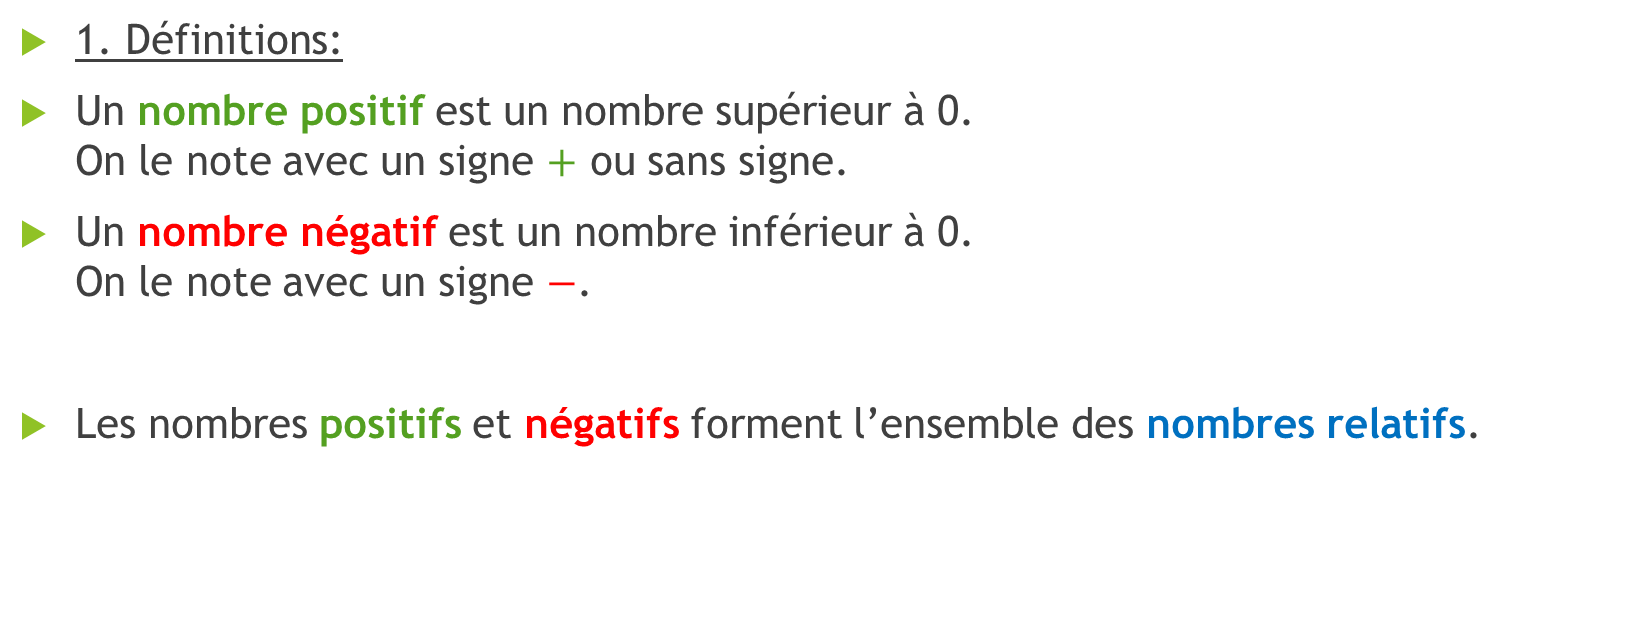 1. Définitions:
Un nombre positif est un nombre supérieur à 0.
On le note avec un signe + ou sans signe.
Un nombre négatif est un nombre inférieur à 0.
On le note avec un signe −.
Les nombres positifs et négatifs forment l’ensemble des nombres relatifs.